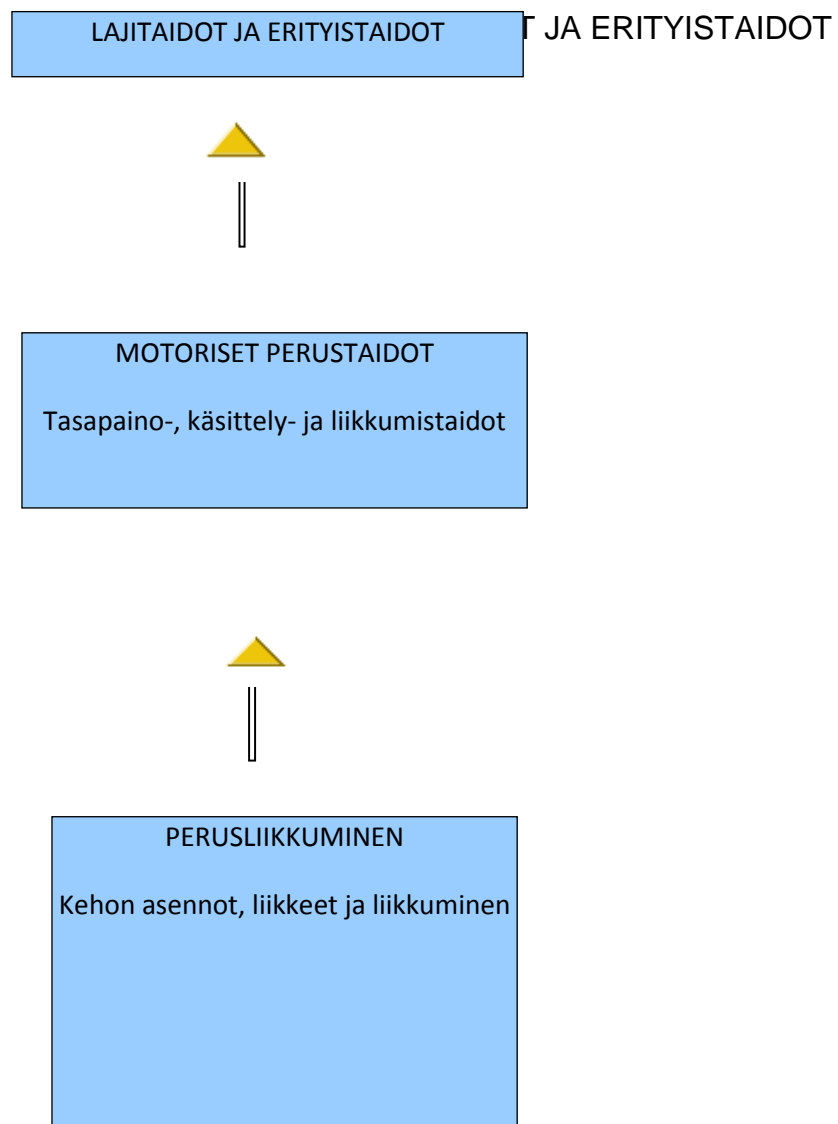 LAJITAIDOT JA ERITYISTAIDOT
JA ERITYISTAIDOT
MOTORISET PERUSTAIDOT
Tasapaino-, käsittely- ja liikkumistaidot
PERUSLIIKKUMINEN
Kehon asennot, liikkeet ja liikkuminen